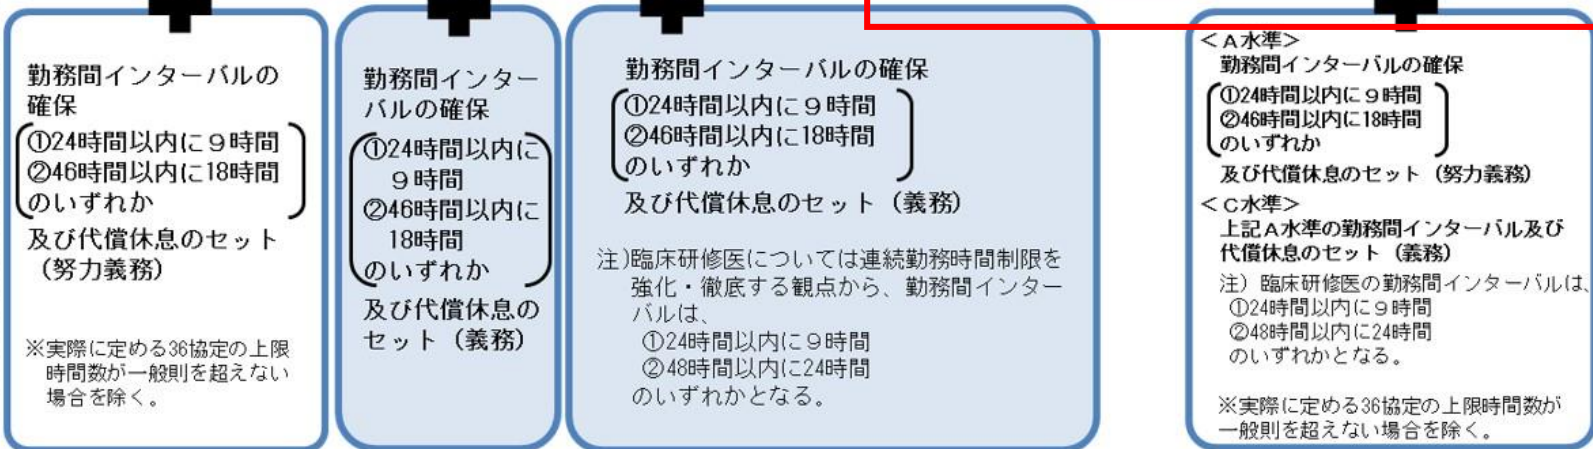 勤務間インターバルの
確保
①24時間以内に９時間
②46時間以内に18時間
のいずれか
及び代償休息のセット
（努力義務）
※実際に定める36協定の上限
時間数が一般則を超えない
場合を除く。
勤務間インター
バルの確保
①24時間以内に
９時間
②46時間以内に
18時間
のいずれか
及び代償休息の
セット（義務）
勤務間インターバルの確保
①24時間以内に９時間
②46時間以内に18時間
のいずれか
及び代償休息のセット（義務）
注)臨床研修医については連続勤務時間制限を
強化・徹底する観点から、勤務間インター
バルは、
①24時間以内に９時間
②48時間以内に24時間
のいずれかとなる。
＜Ａ水準＞
勤務間インターバルの確保
①24時間以内に９時間
②46時間以内に18時間
のいずれか
及び代償休息のセット（努力義務）
＜Ｃ水準＞
上記Ａ水準の勤務間インターバル及び
代償休息のセット（義務）
注）臨床研修医の勤務間インターバルは、
①24時間以内に９時間
②48時間以内に24時間
のいずれかとなる。
※実際に定める36協定の上限時間数が
一般則を超えない場合を除く。